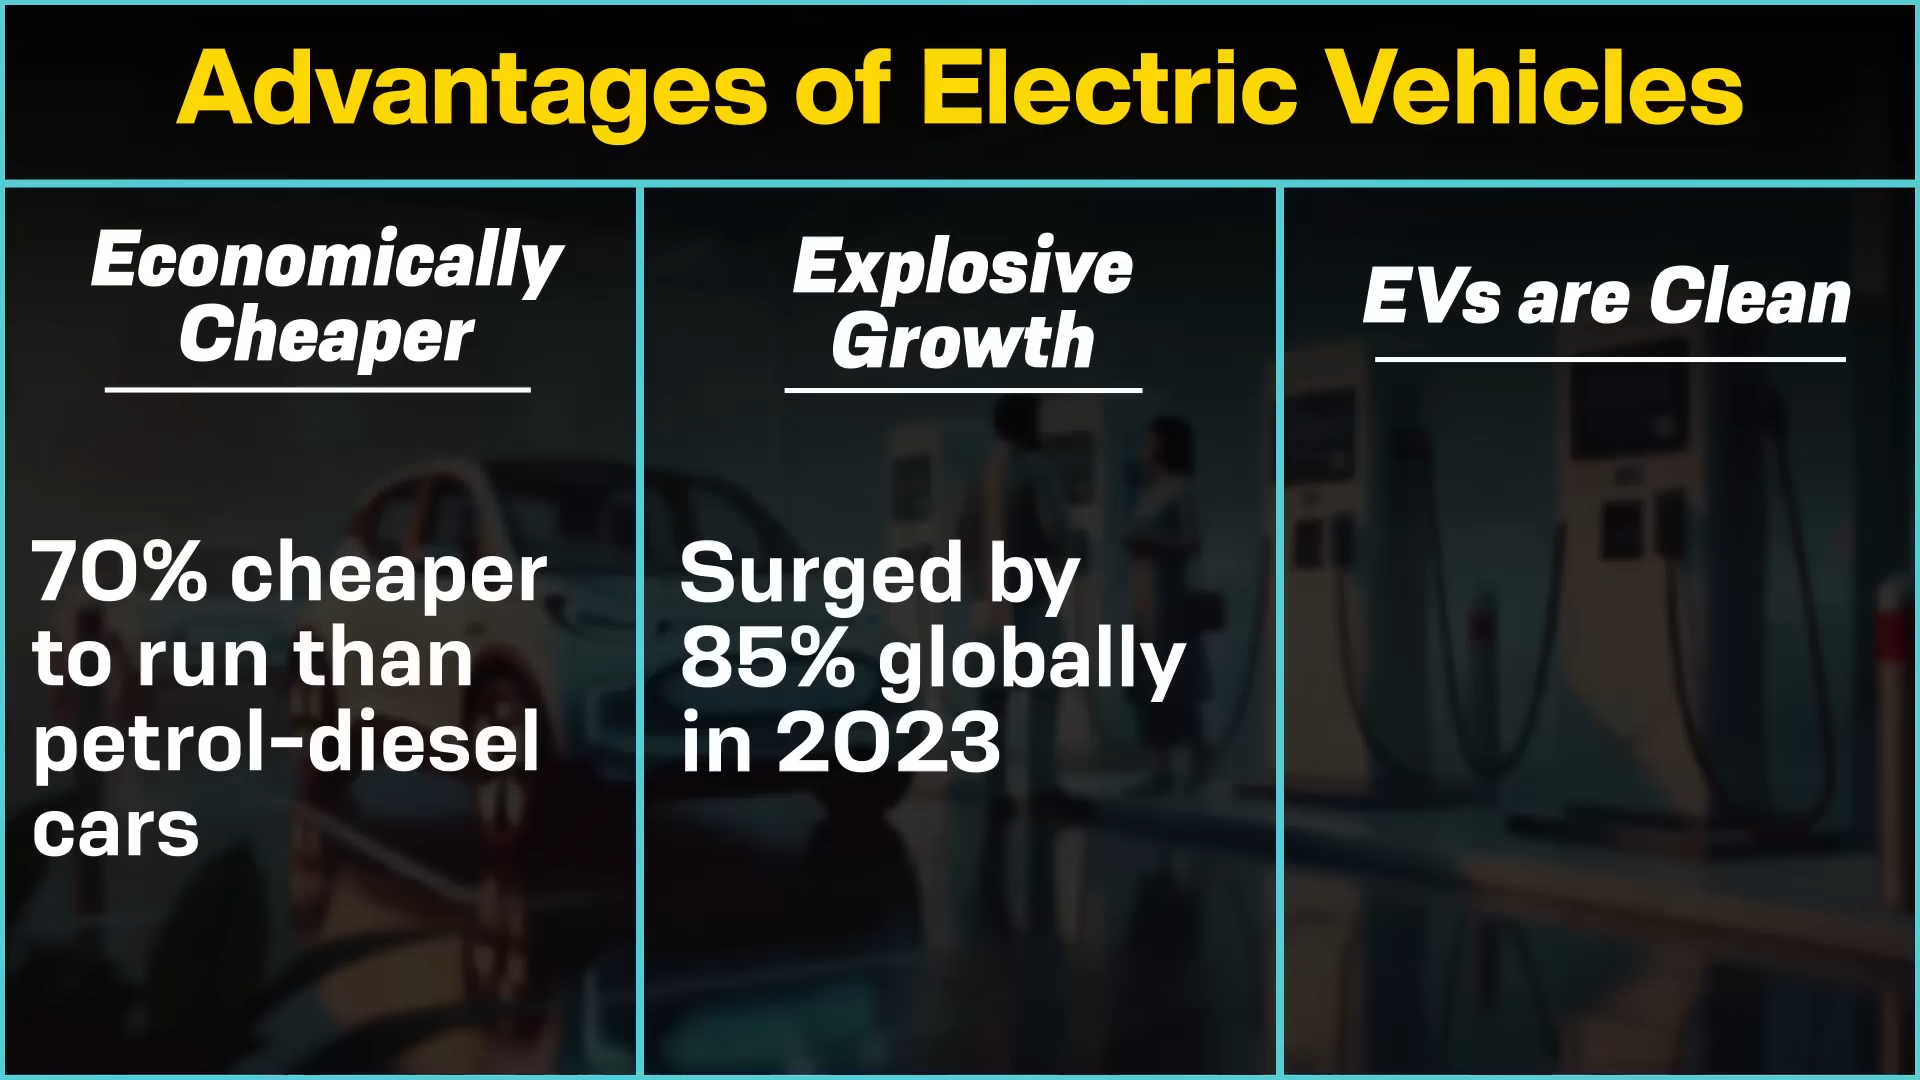 Advantages of Electric Vehicles
Economically
Cheaper
70% cheaper
to run than
petrol-diesel
cars
Explosive
Growth
Surged by
85% globally
in 2023
EVs are Clean